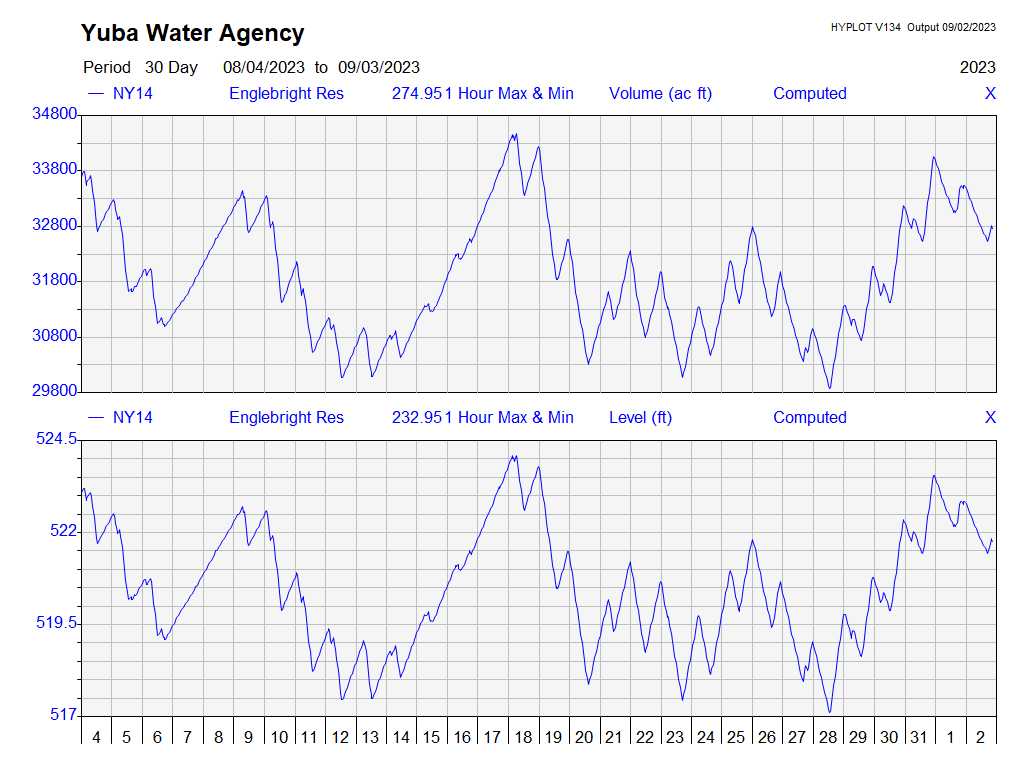 Yuba Water Agency
HYPLOT V134 Output 09/02/2023
Period 30 Day 08/04/2023 to 09/03/2023 2023
NY14 Englebright Res 274.951 Hour Max & Min Volume (ac ft) Computed X
34800
33800
32800
31800
30800
29800
NY14 Englebright Res 232.951 Hour Max & Min Level (ft) Computed X
524.5
522
519.5
517
4 5 6 7 8 9 10 11 12 13 14 15 16 17 18 19 20 21 22 23 24 25 26 27 28 29 30 31 1 2